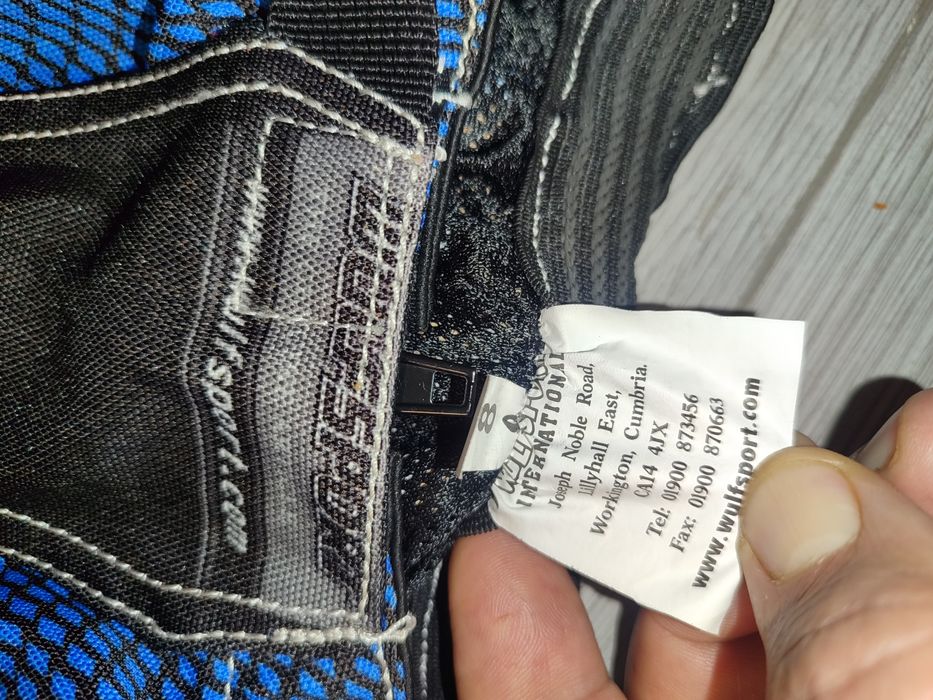 INTERNATIONAL
Joseph Noble Road,
Lillyhall East,
Workington, Cumbria.
CA14 4JX
Tel: 01900 873456
Fax: 01900 870663
www.wulfsport.com
8
www.wulfsport.com